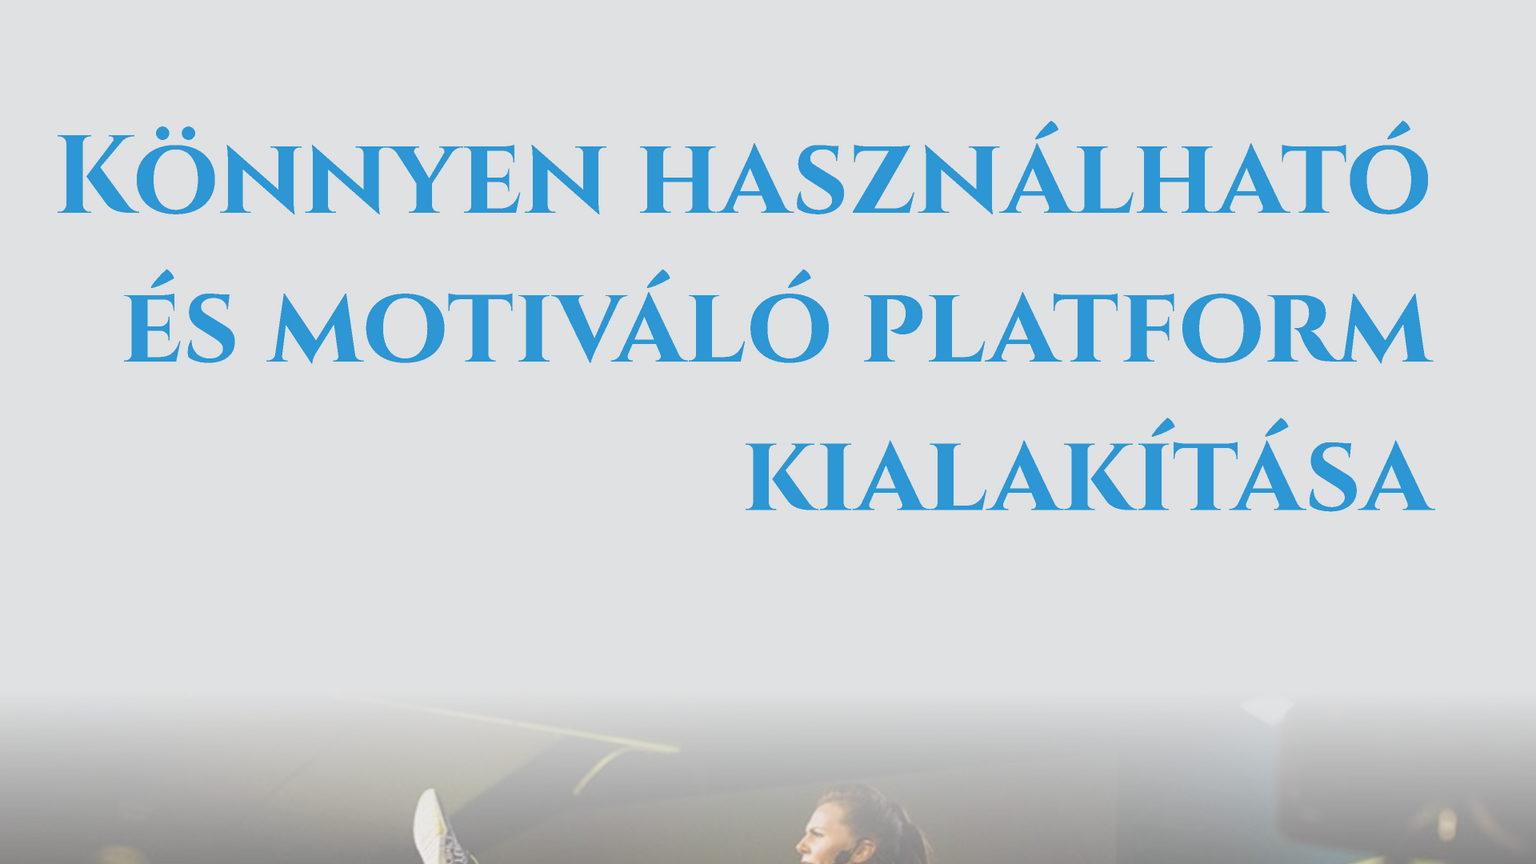 Könnyen használható
és motiváló platform
kialakítása